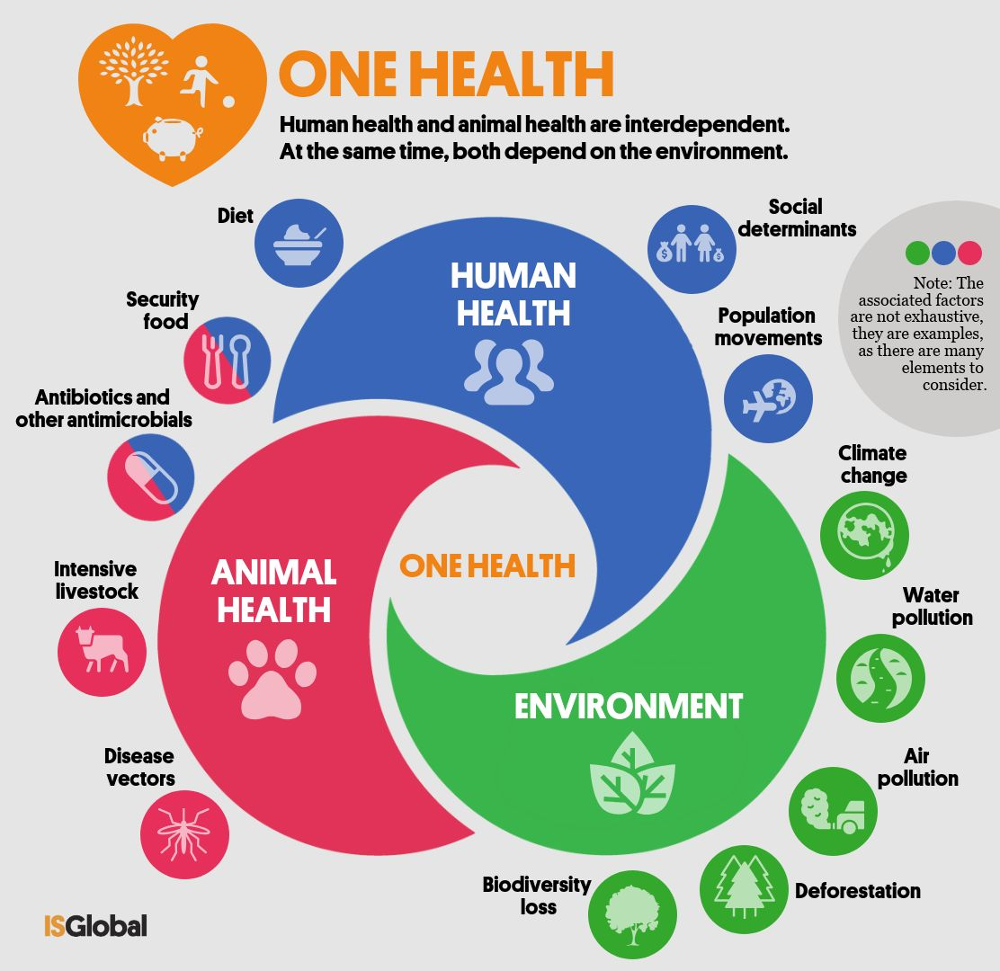 ONE HEALTH
Human health and animal health are interdependent.
At the same time, both depend on the environment.
Diet
Social
determinants
Security
food
Population
movements
Note: The
associated factors
are not exhaustive,
they are examples,
as there are many
elements to
consider.
HUMAN
HEALTH
Antibiotics and
other antimicrobials
Climate
change
Intensive
livestock
ANIMAL
HEALTH
ONE HEALTH
Water
pollution
ENVIRONMENT
Disease
vectors
Air
pollution
Biodiversity
loss
Deforestation
ISGlobal